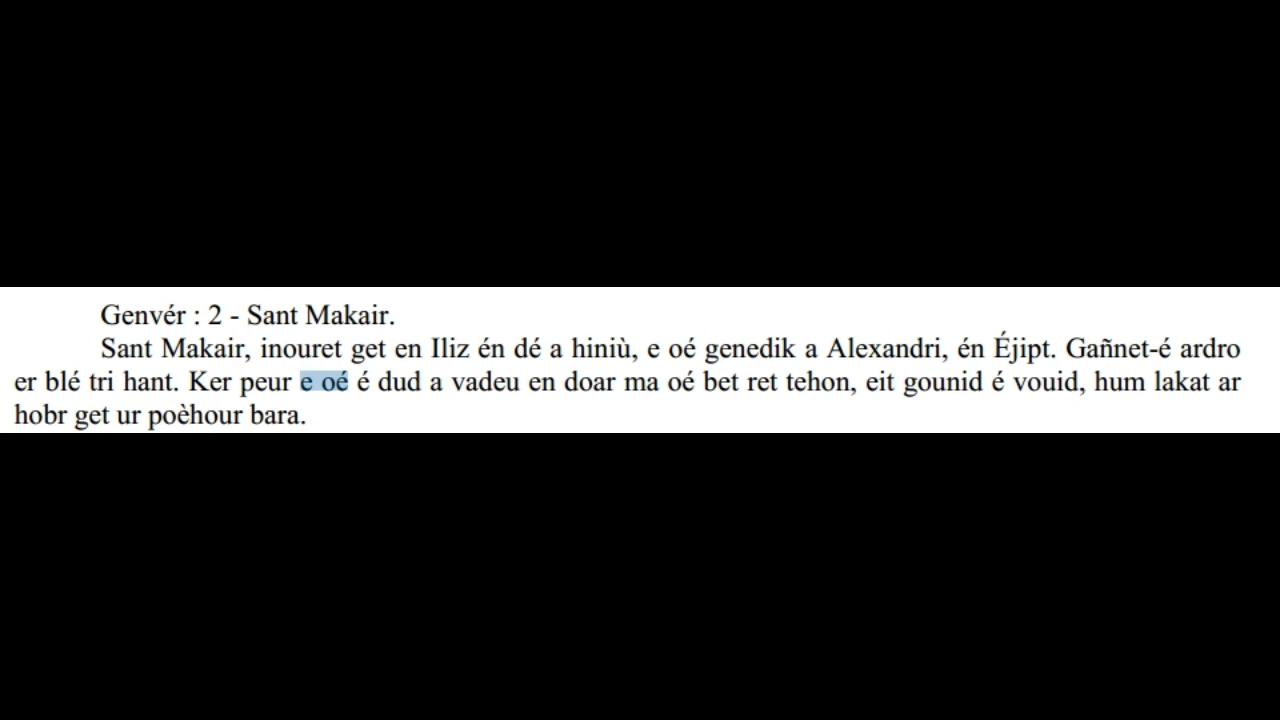 Genvér : 2 - Sant Makair.
Sant Makair, inouret get en Iliz én dé a hiniù, e oé genedik a Alexandri, én Éjipt. Gañnet-é ardro
er blé tri hant. Ker peur e oé é dud a vadeu en doar ma oé bet ret tehon, eit gounid é vouid, hum lakat ar
hobr get ur poèhour bara.